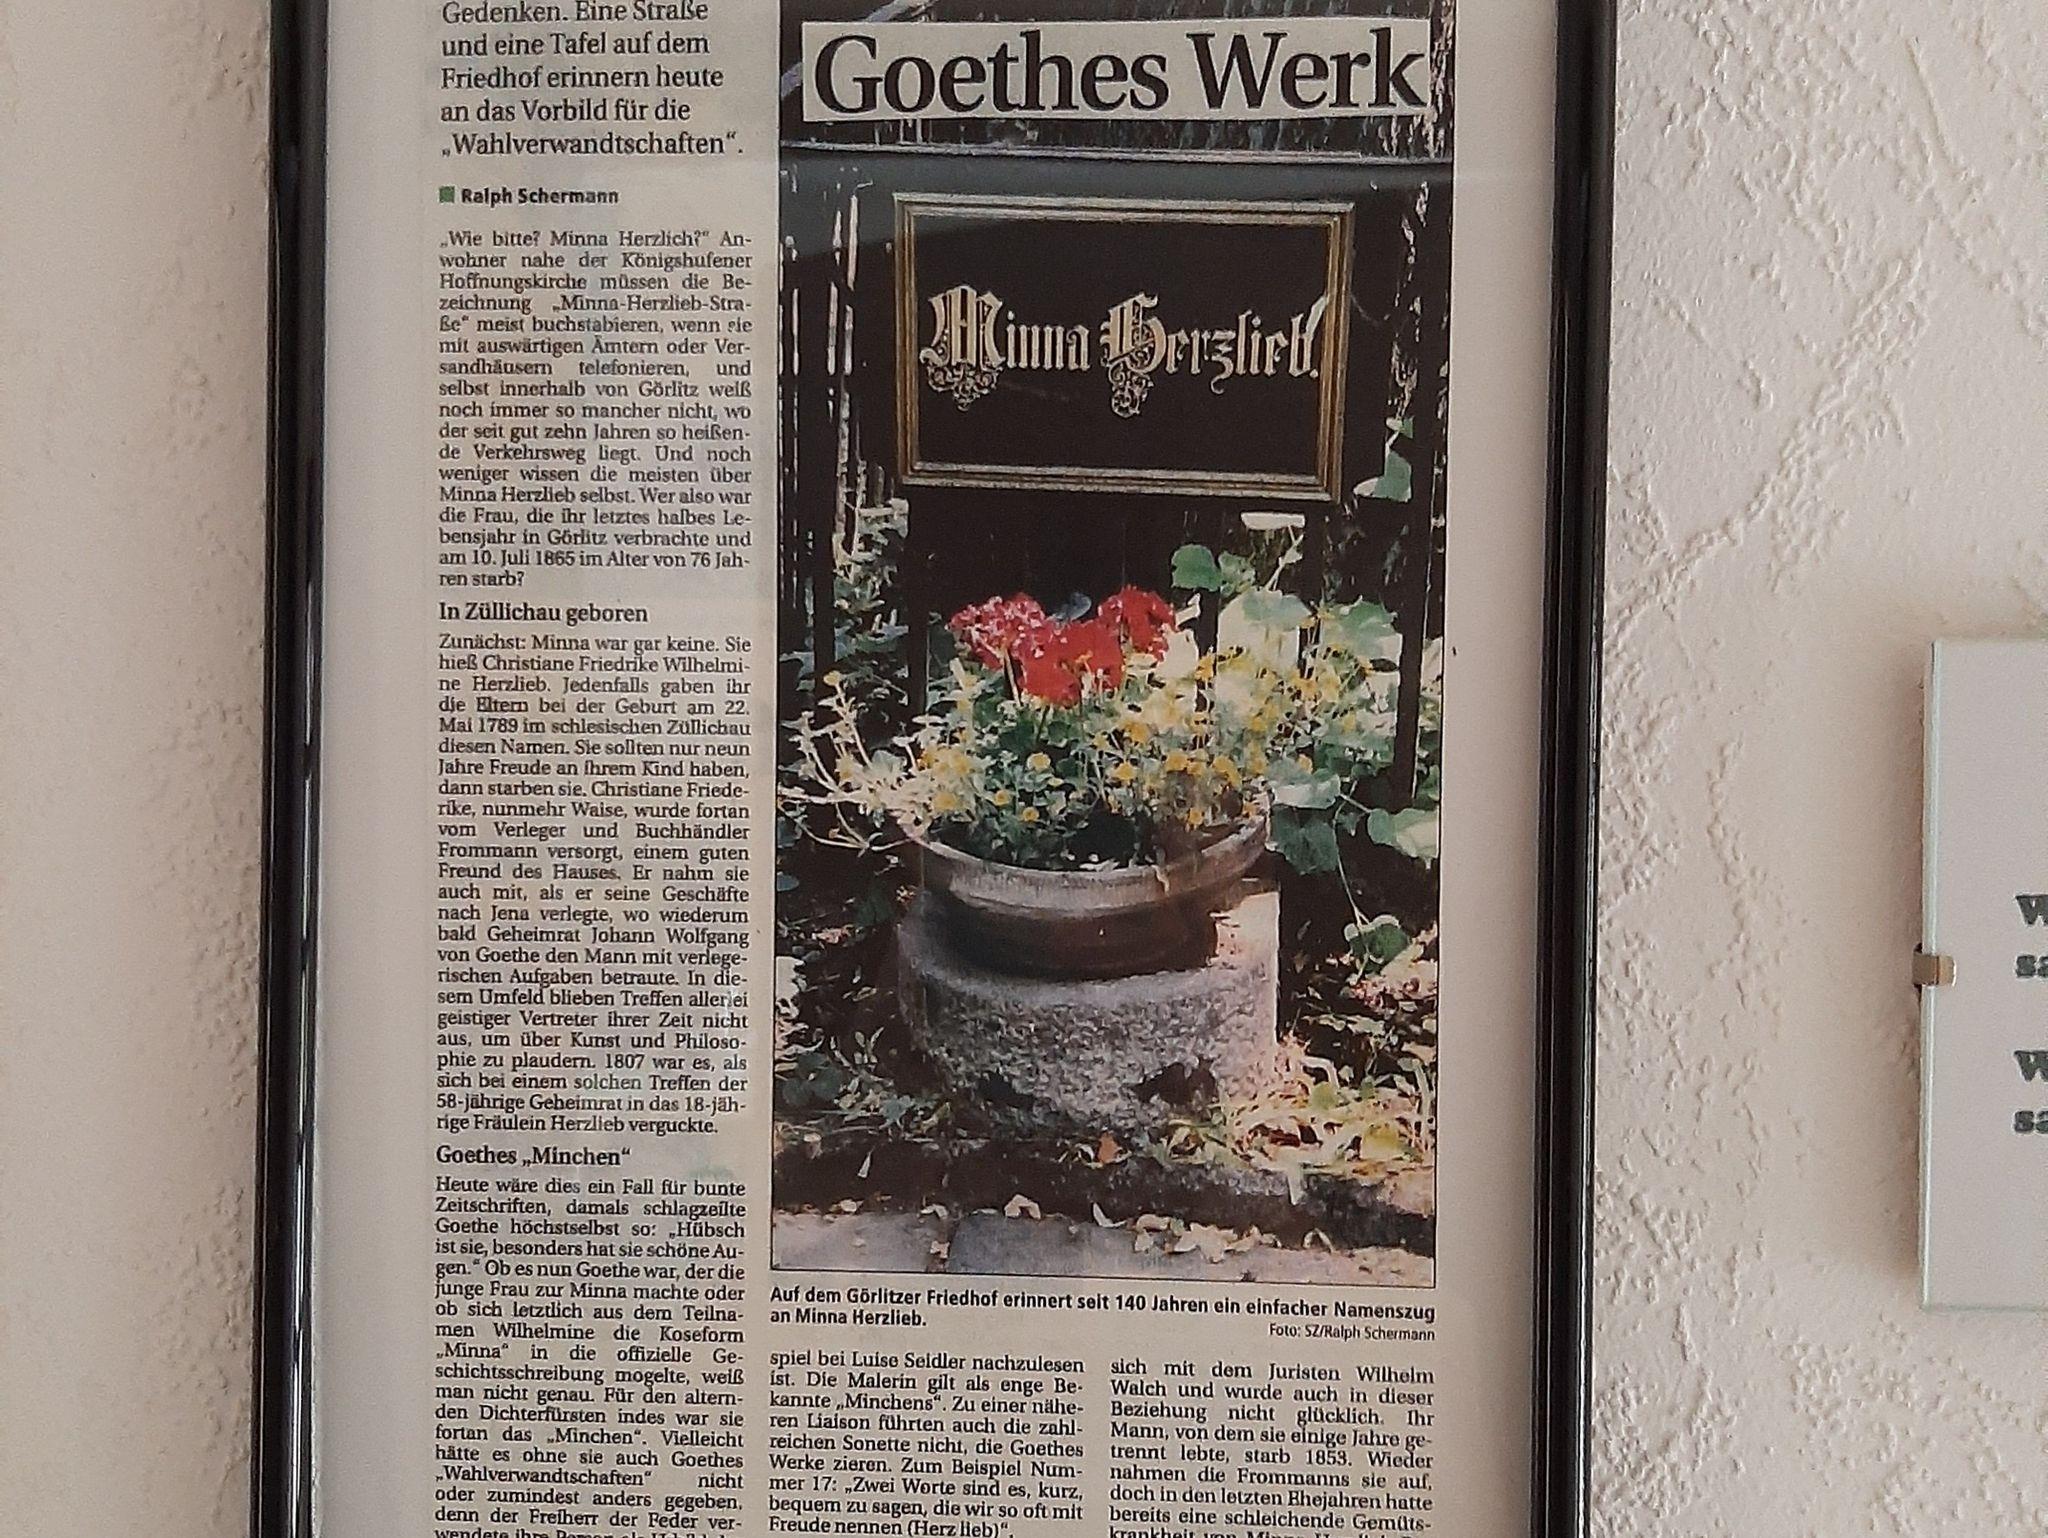 Gedenken. Eine Straße
und eine Tafel auf dem
Friedhof erinnern heute
an das Vorbild für die
„Wahlverwandtschaften“.
Ralph Schermann
„Wie bitte? Minna Herzlich?“ An-
wohner nahe der Königshufener
Hoffnungskirche müssen die Be-
zeichnung „Minna-Herzlieb-Stra-
ße“ meist buchstabieren, wenn sie
mit auswärtigen Ämtern oder Ver-
sandhäusern telefonieren, und
selbst innerhalb von Görlitz weiß
noch immer so mancher nicht, wo
der seit gut zehn Jahren so heißen-
de Verkehrsweg liegt. Und noch
weniger wissen die meisten über
Minna Herzlieb selbst. Wer also war
die Frau, die ihr letztes halbes Le-
bensjahr in Görlitz verbrachte und
am 10. Juli 1865 im Alter von 76 Jah-
ren starb?
In Züllichau geboren
Zunächst: Minna war gar keine. Sie
hieß Christiane Friedrike Wilhelmi-
ne Herzlieb. Jedenfalls gaben ihr
die Eltern bei der Geburt am 22.
Mai 1789 im schlesischen Züllichau
diesen Namen. Sie sollten nur neun
Jahre Freude an ihrem Kind haben,
dann starben sie. Christiane Friede-
rike, nunmehr Waise, wurde fortan
vom Verleger und Buchhändler
Frommann versorgt, einem guten
Freund des Hauses. Er nahm sie
auch mit, als er seine Geschäfte
nach Jena verlegte, wo wiederum
bald Geheimrat Johann Wolfgang
von Goethe den Mann mit verlege-
rischen Aufgaben betraute. In die-
sem Umfeld blieben Treffen allerlei
geistiger Vertreter ihrer Zeit nicht
aus, um über Kunst und Philoso-
phie zu plaudern. 1807 war es, als
sich bei einem solchen Treffen der
58-jährige Geheimrat in das 18-jäh-
rige Fräulein Herzlieb verguckte.
Goethes „Minchen“
Heute wäre dies ein Fall für bunte
Zeitschriften, damals schlagzeilte
Goethe höchstselbst so: „Hübsch
ist sie, besonders hat sie schöne Au-
gen.“ Ob es nun Goethe war, der die
junge Frau zur Minna machte oder
ob sich letztlich aus dem Teilna-
men Wilhelmine die Koseform
„Minna“ in die offizielle Ge-
schichtsschreibung mogelte, weiß
man nicht genau. Für den altern-
den Dichterfürsten indes war sie
fortan das „Minchen“. Vielleicht
hätte es ohne sie auch Goethes
„Wahlverwandtschaften“ nicht
oder zumindest anders gegeben,
denn der Freiherr der Feder ver-
wendete ihre Person als
Goethes Werk
Minna Herzlieb.
Auf dem Görlitzer Friedhof erinnert seit 140 Jahren ein einfacher Namenszug
an Minna Herzlieb.
Foto: SZ/Ralph Schermann
spiel bei Luise Seidler nachzulesen
ist. Die Malerin gilt als enge Be-
kannte „Minchens“. Zu einer nähe-
ren Liaison führten auch die zahl-
reichen Sonette nicht, die Goethes
Werke zieren. Zum Beispiel Num-
mer 17: „Zwei Worte sind es, kurz,
bequem zu sagen, die wir so oft mit
Freude nennen (Herz lieb)“.
sich mit dem Juristen Wilhelm
Walch und wurde auch in dieser
Beziehung nicht glücklich. Ihr
Mann, von dem sie einige Jahre ge-
trennt lebte, starb 1853. Wieder
nahmen die Frommanns sie auf,
doch in den letzten Ehejahren hatte
bereits eine schleichende Gemüts-
krankheit von Minna